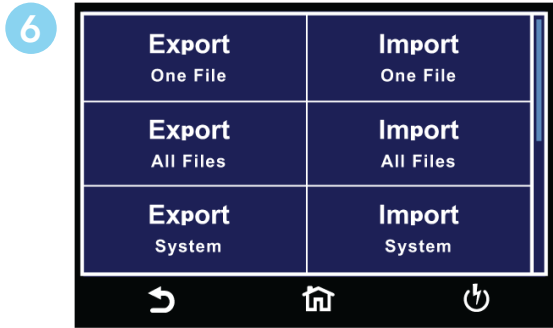 6
Export Import
One File One File
Export Import
All Files All Files
Export Import
System System